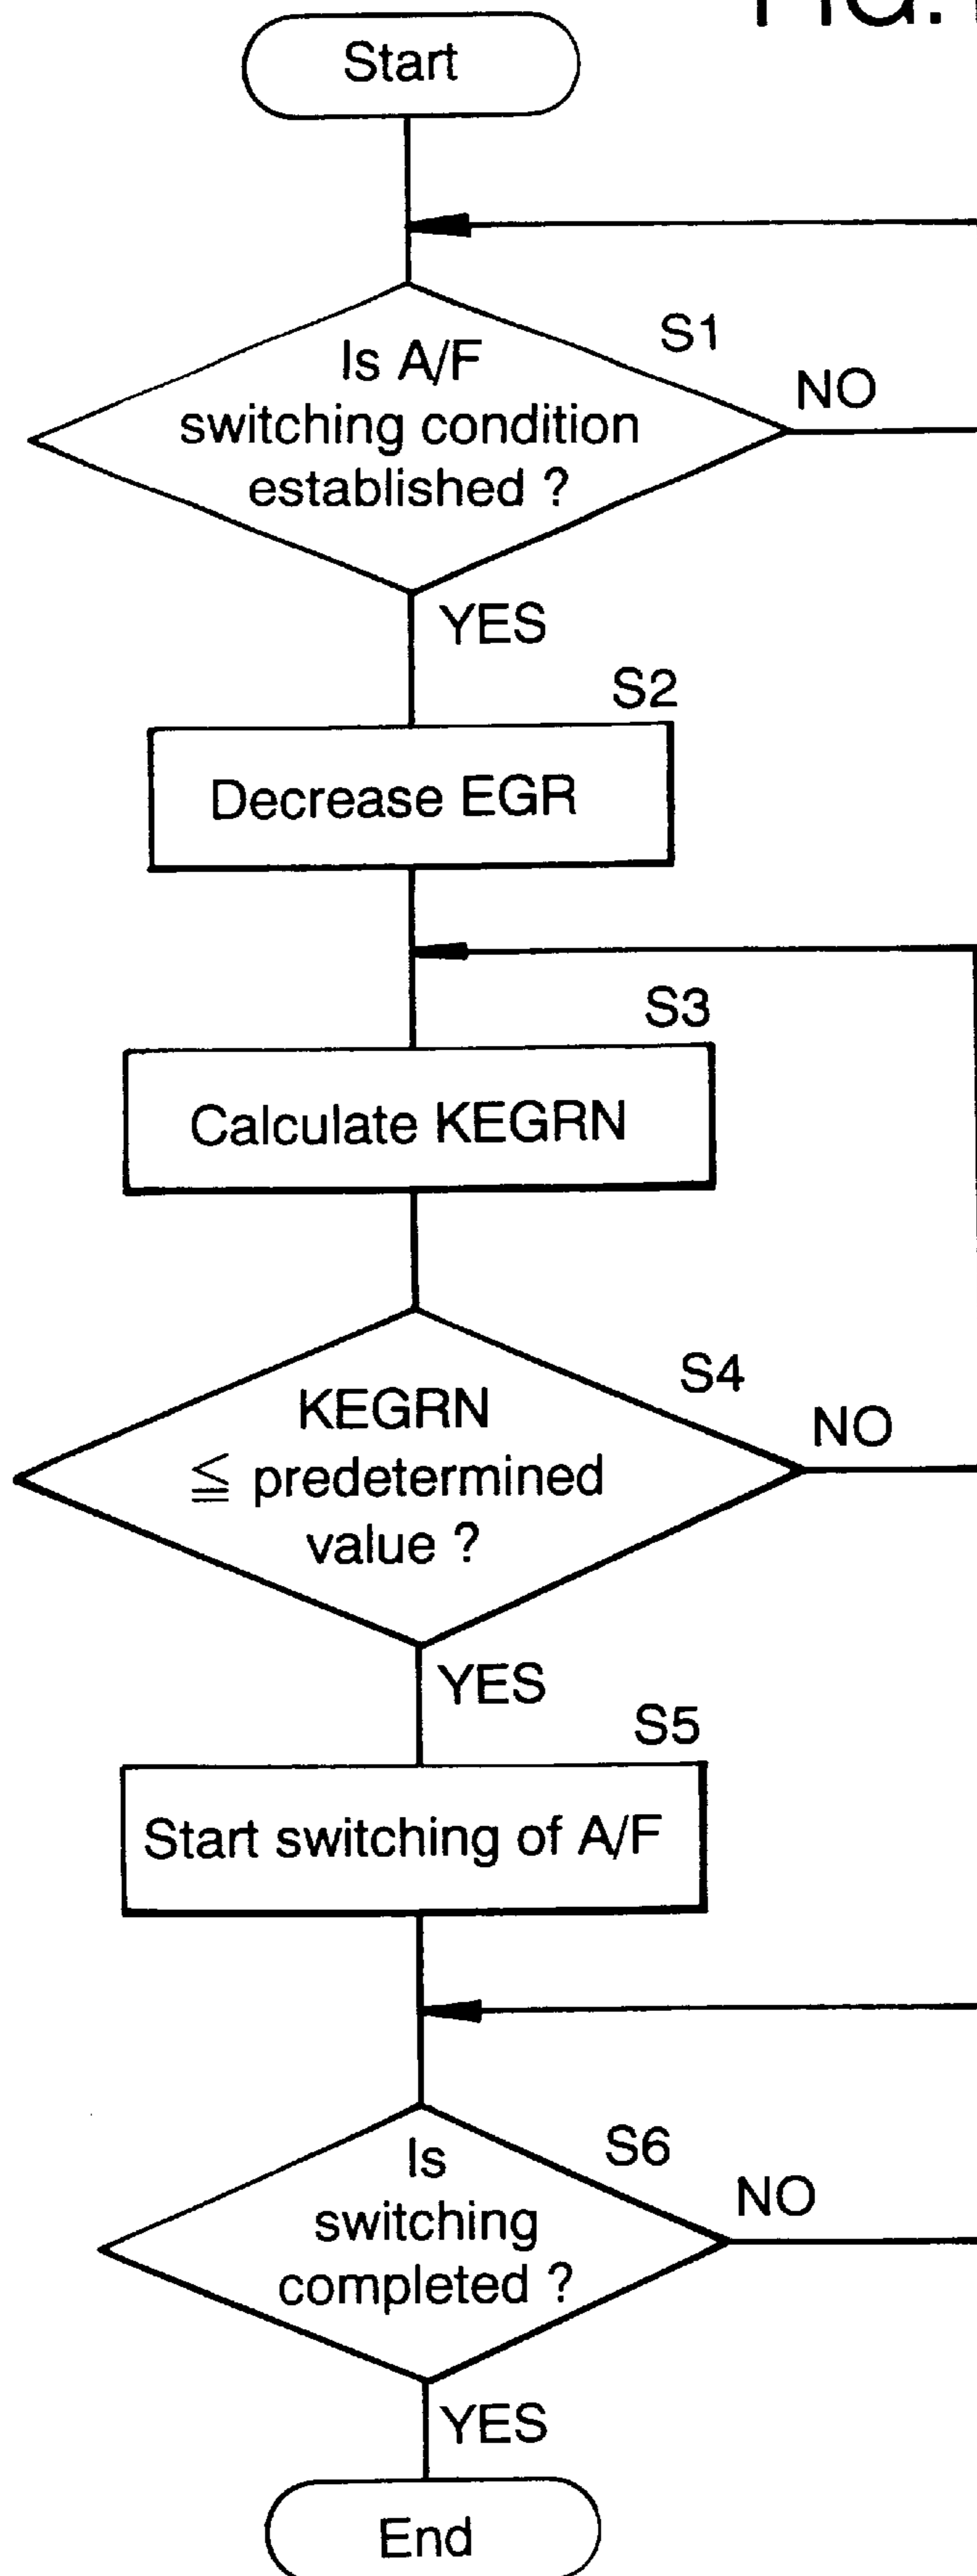 FIG.
Start
S1
Is A/F
switching condition
established ?
NO
YES
S2
Decrease EGR
S3
Calculate KEGRN
S4
KEGRN
≦ predetermined
value ?
NO
YES
S5
Start switching of A/F
S6
Is
switching
completed ?
NO
YES
End